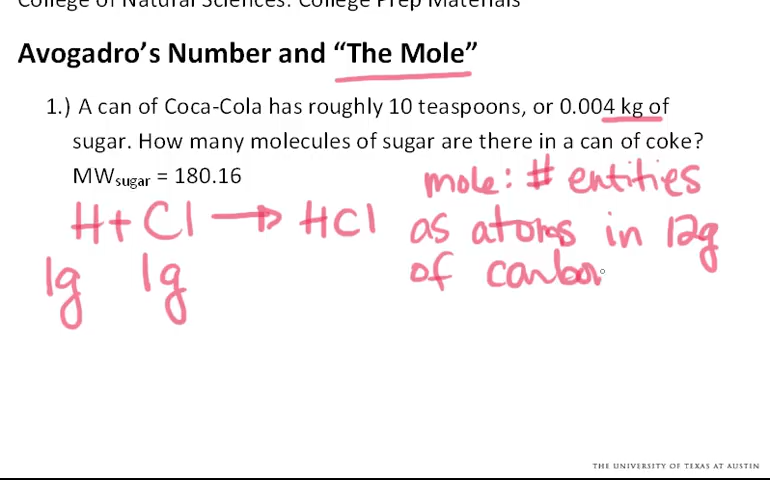 College of Natural Sciences: College Prep Materials
Avogadro's Number and “The Mole”
1.) A can of Coca-Cola has roughly 10 teaspoons, or 0.004 kg of
sugar. How many molecules of sugar are there in a can of coke?
MWsugar = 180.16
mole: # entities
H + Cl → HCl
as atoms in 12g
1g 1g
of carbo
THE UNIVERSITY OF TEXAS AT AUSTIN